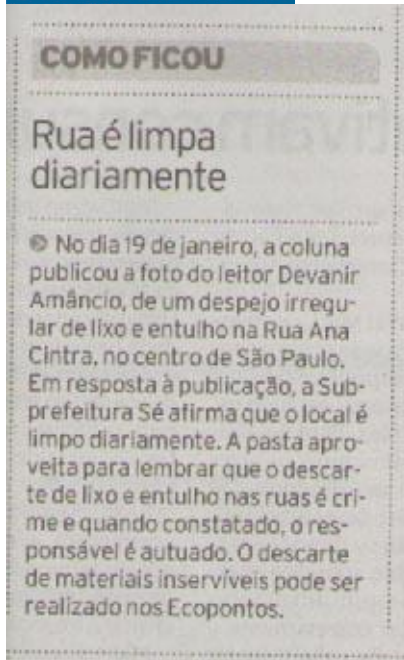 COMO FICOU
Rua é limpa
diariamente
No dia 19 de janeiro, a coluna
publicou a foto do leitor Devanir
Amâncio, de um despejo irregu-
lar de lixo e entulho na Rua Ana
Cintra, no centro de São Paulo.
Em resposta à publicação, a Sub-
prefeitura Sé afirma que o local é
limpo diariamente. A pasta apro-
veita para lembrar que o descar-
te de lixo e entulho nas ruas é cri-
me e quando constatado, o res-
ponsável é autuado. O descarte
de materiais inservíveis pode ser
realizado nos Ecopontos.